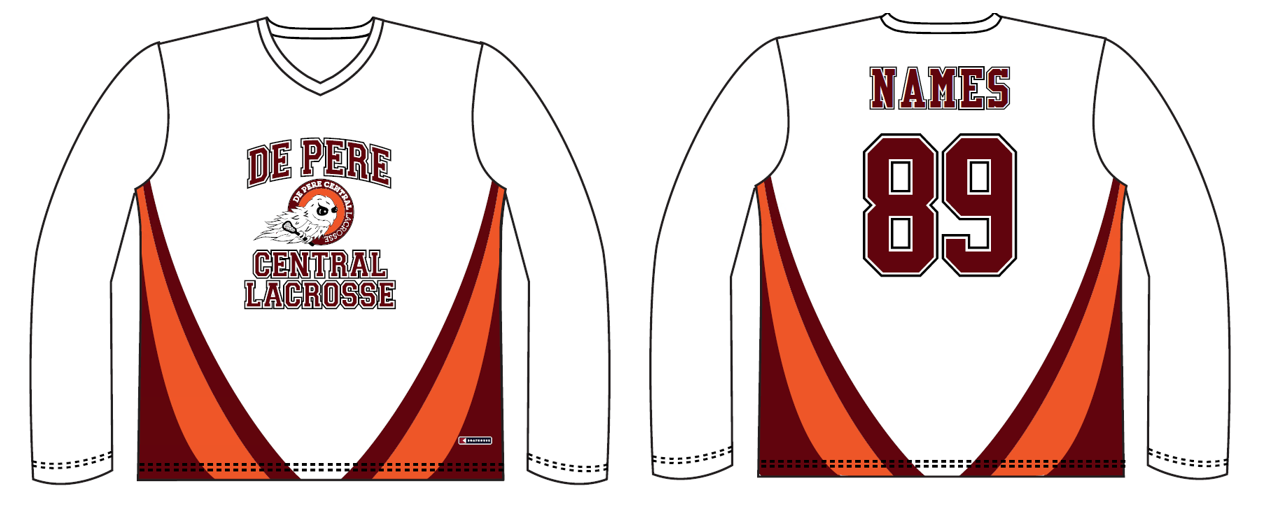 DE PERE
DE PERE CENTRAL LACROSSE
CENTRAL
LACROSSE
NAMES
89